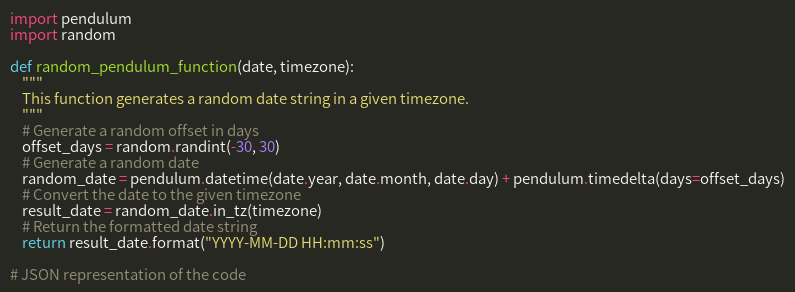 import pendulum
import random

def random_pendulum_function(date, timezone):
    """
    This function generates a random date string in a given timezone.
    """
    # Generate a random offset in days
    offset_days = random.randint(-30, 30)
    # Generate a random date
    random_date = pendulum.datetime(date.year, date.month, date.day) + pendulum.timedelta(days=offset_days)
    # Convert the date to the given timezone
    result_date = random_date.in_tz(timezone)
    # Return the formatted date string
    return result_date.format("YYYY-MM-DD HH:mm:ss")

# JSON representation of the code